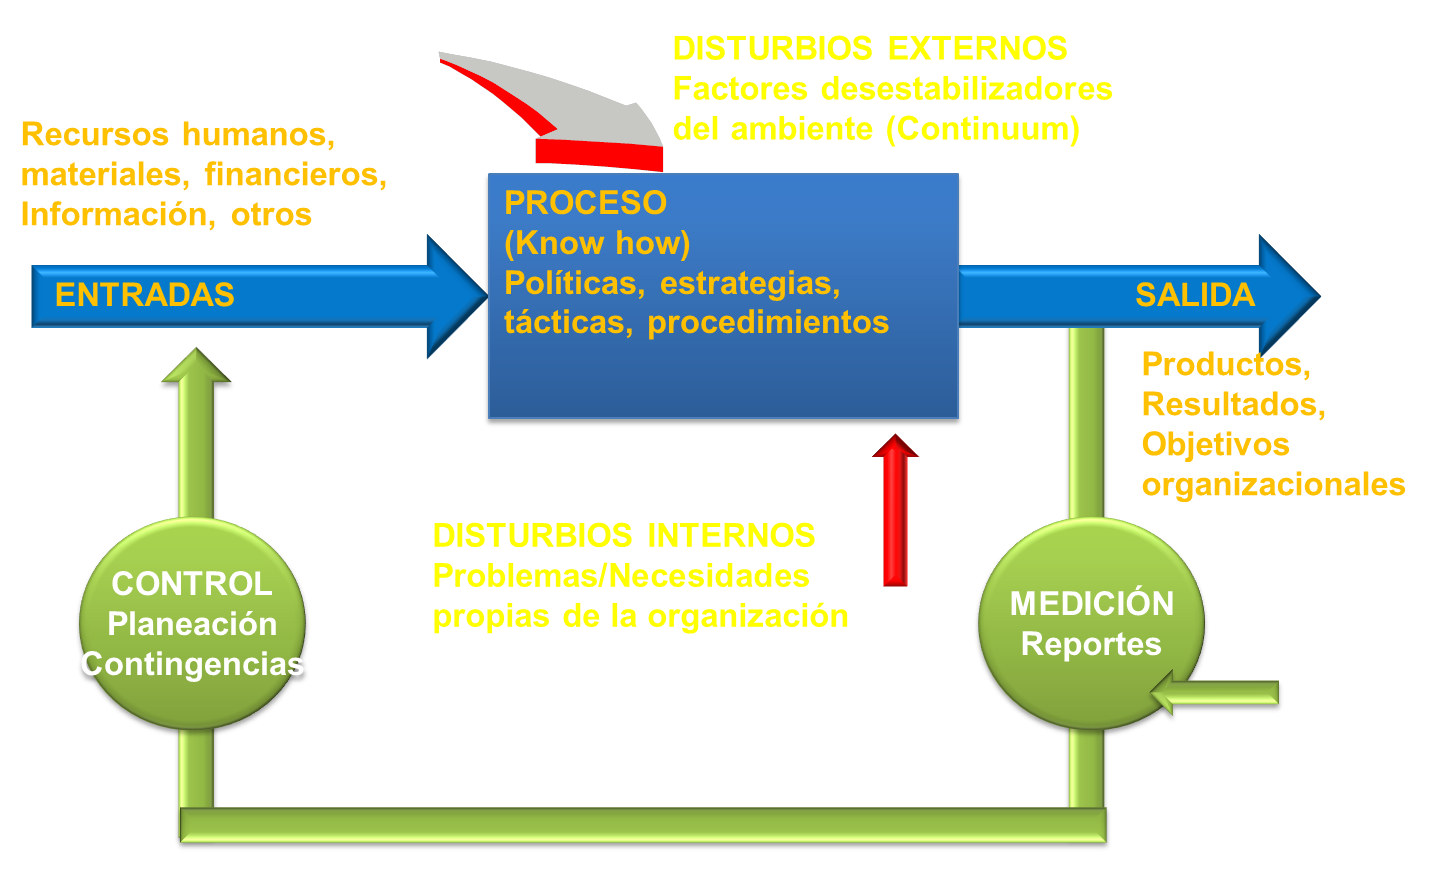 DISTURBIOS EXTERNOS
Factores desestabilizadores
del ambiente (Continuum)
Recursos humanos,
materiales, financieros,
Información, otros
ENTRADAS
PROCESO
(Know how)
Políticas, estrategias,
tácticas, procedimientos
SALIDA
Productos,
Resultados,
Objetivos
organizacionales
DISTURBIOS INTERNOS
Problemas/Necesidades
propias de la organización
CONTROL
Planeación
Contingencias
MEDICIÓN
Reportes